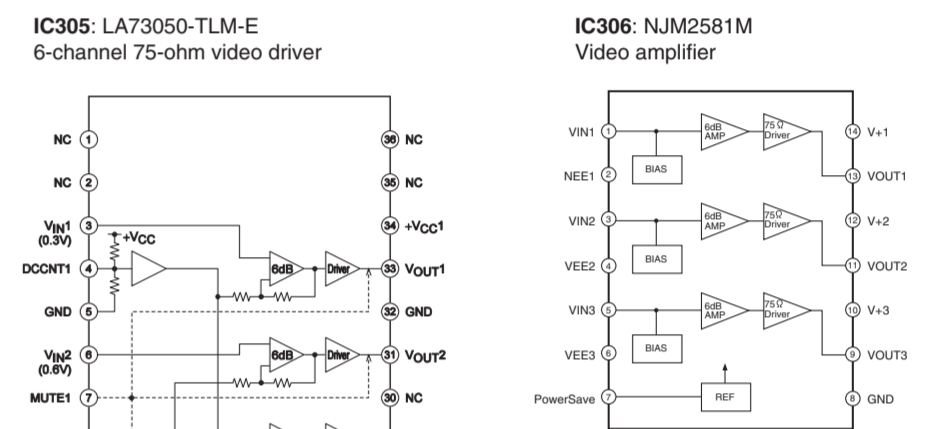 IC305: LA73050-TLM-E
6-channel 75-ohm video driver
NC 1
36 NC
NC 2
35 NC
VIN1 3
(0.3V)
34 +VCC1
+VCC
DCCNT1 4
6dB
Driver
33 VOUT1
GND 5
32 GND
VIN2 6
(0.6V)
6dB
Driver
31 VOUT2
MUTE1 7
30 NC
IC306: NJM2581M
Video amplifier
VIN1 1
6dB
AMP
75Ω
Driver
14 V+1
BIAS
NEE1 2
13 VOUT1
VIN2 3
6dB
AMP
75Ω
Driver
12 V+2
BIAS
VEE2 4
11 VOUT2
VIN3 5
6dB
AMP
75Ω
Driver
10 V+3
BIAS
VEE3 6
9 VOUT3
PowerSave 7
REF
8 GND